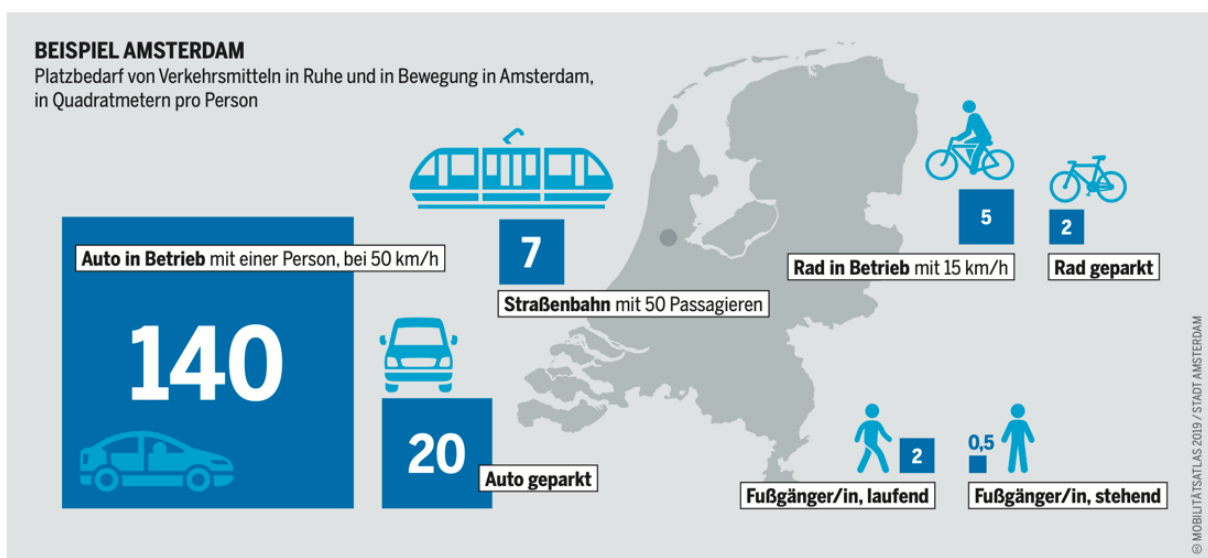 BEISPIEL AMSTERDAM
Platzbedarf von Verkehrsmitteln in Ruhe und in Bewegung in Amsterdam,
in Quadratmetern pro Person
Auto in Betrieb mit einer Person, bei 50 km/h
140
7
Straßenbahn mit 50 Passagieren
20
Auto geparkt
5
Rad in Betrieb mit 15 km/h
2
Rad geparkt
2
Fußgänger/in, laufend
0,5
Fußgänger/in, stehend
© MOBILITÄTSATLAS 2019 / STADT AMSTERDAM